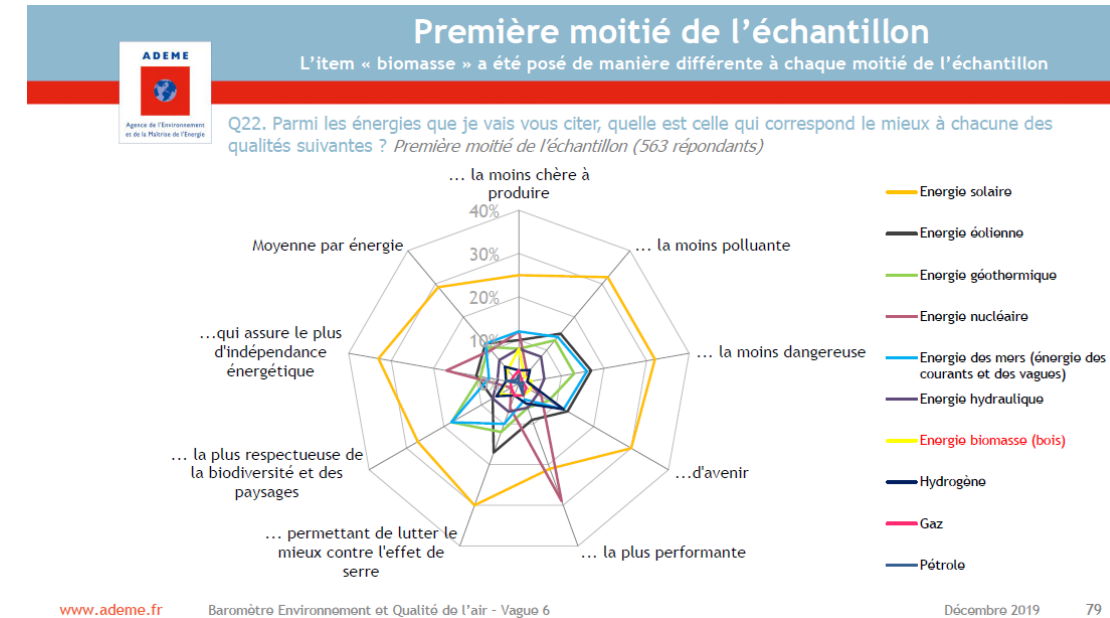 Première moitié de l'échantillon
L'item « biomasse » a été posé de manière différente à chaque moitié de l'échantillon
ADEME
Agence de l'Environnement
et de la Maîtrise de l'Energie
Q22. Parmi les énergies que je vais vous citer, quelle est celle qui correspond le mieux à chacune des
qualités suivantes ? Première moitié de l'échantillon (563 répondants)
... la moins chère à
produire
40%
30%
20%
10%
Moyenne par énergie
... la moins polluante
...qui assure le plus
d'indépendance
énergétique
... la moins dangereuse
... la plus respectueuse de
la biodiversité et des
paysages
...d'avenir
... permettant de lutter le
mieux contre l'effet de
serre
... la plus performante
Energie solaire
Energie éolienne
Energie géothermique
Energie nucléaire
Energie des mers (énergie des
courants et des vagues)
Energie hydraulique
Energie biomasse (bois)
Hydrogène
Gaz
Pétrole
www.ademe.fr
Baromètre Environnement et Qualité de l'air - Vague 6
Décembre 2019
79